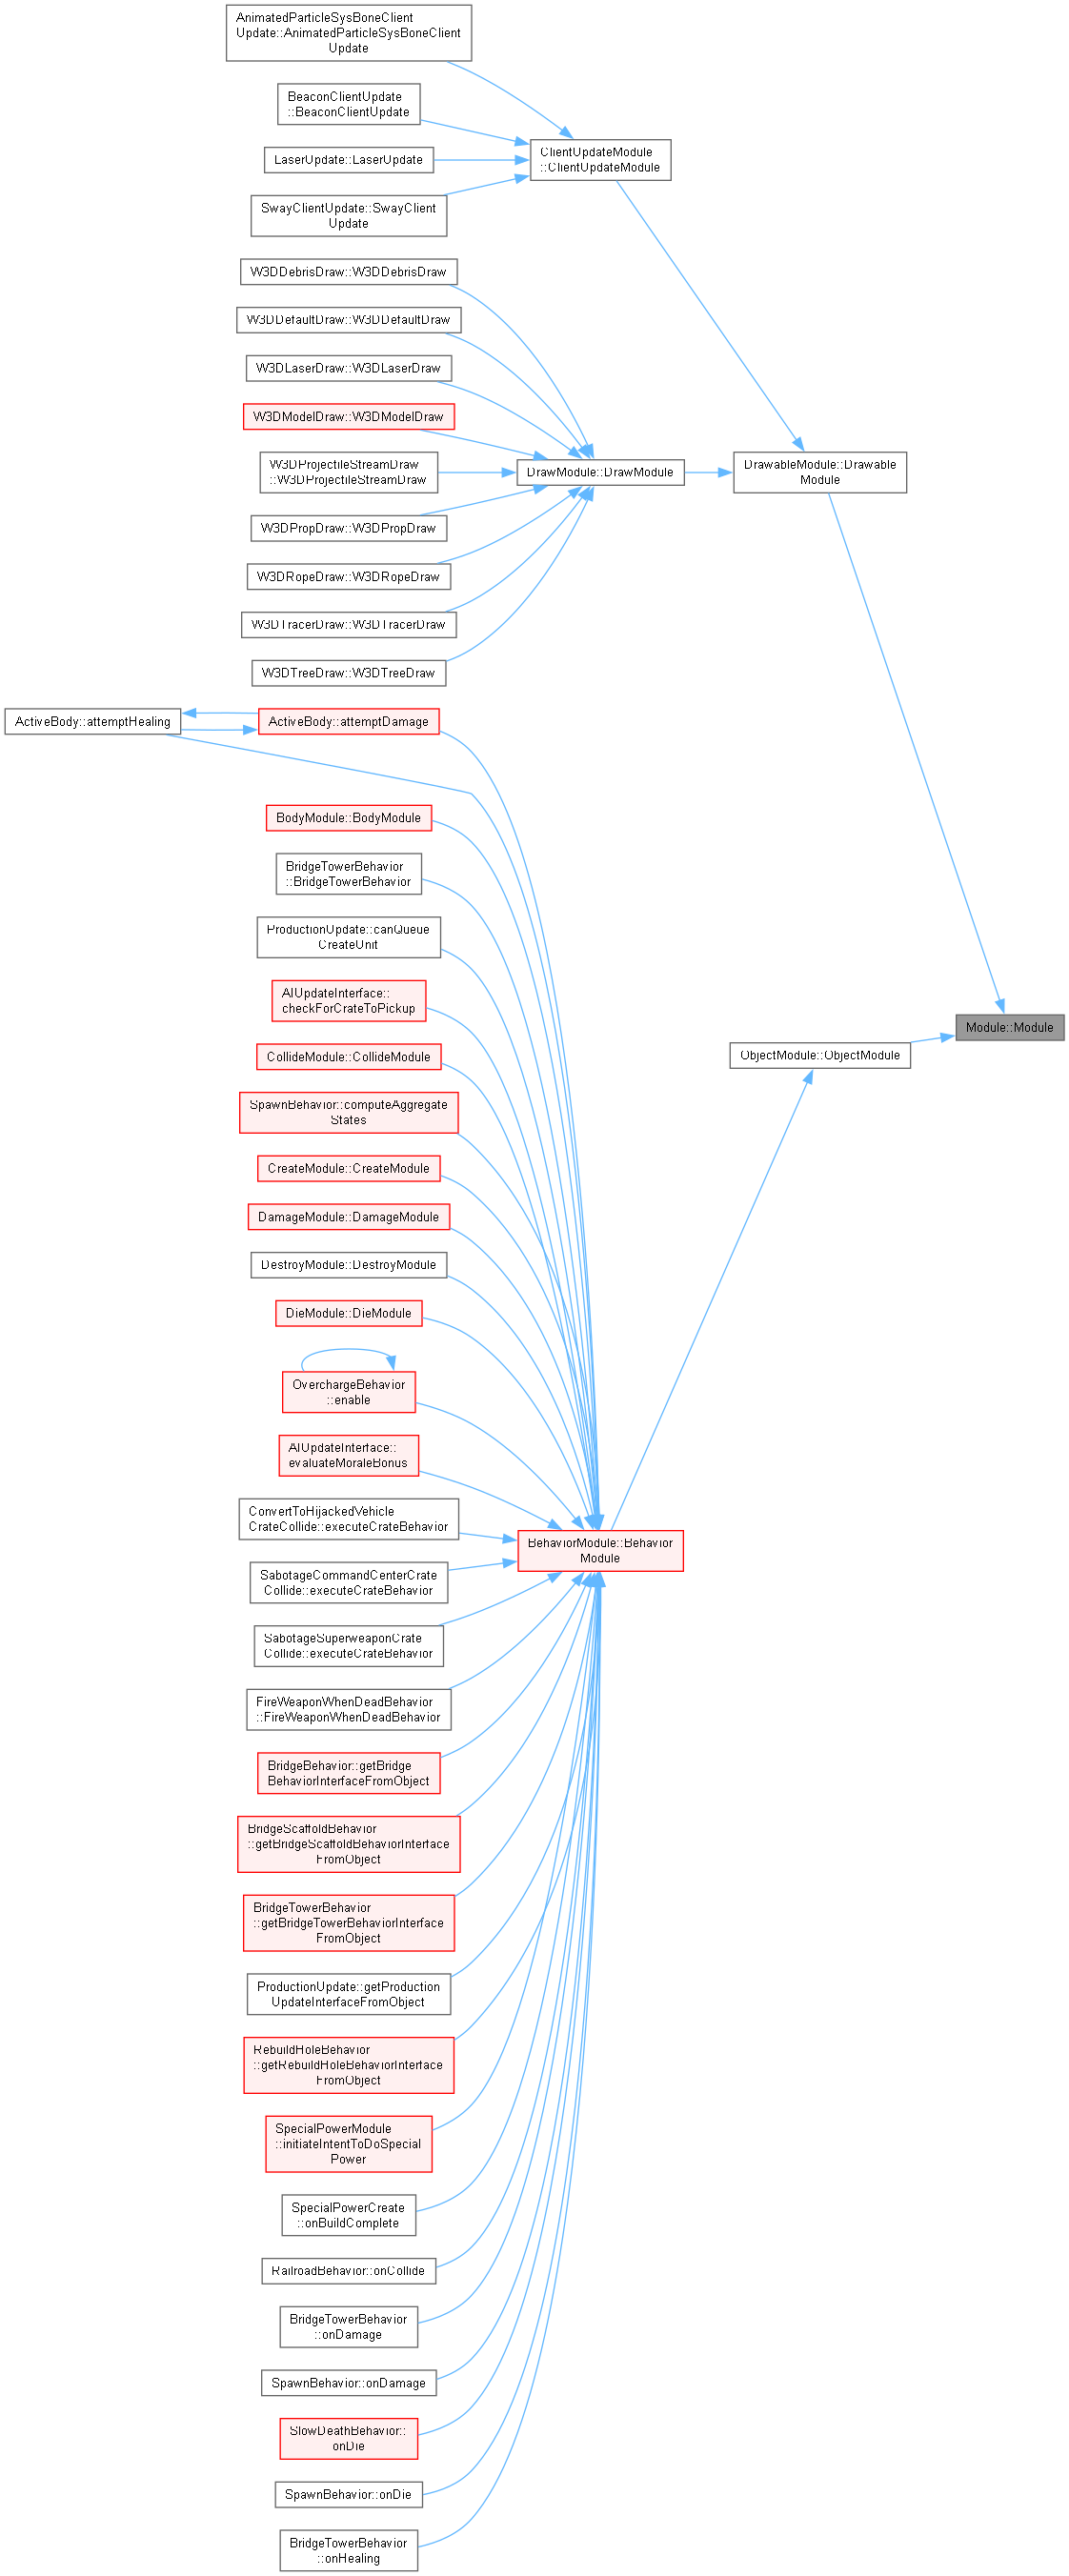 AnimatedParticleSysBoneClient
Update::AnimatedParticleSysBoneClient
Update
BeaconClientUpdate
::BeaconClientUpdate
ClientUpdateModule
::ClientUpdateModule
LaserUpdate::LaserUpdate
SwayClientUpdate::SwayClient
Update
W3DDebrisDraw::W3DDebrisDraw
W3DDefaultDraw::W3DDefaultDraw
W3DLaserDraw::W3DLaserDraw
W3DModelDraw::W3DModelDraw
W3DProjectileStreamDraw
::W3DProjectileStreamDraw
DrawModule::DrawModule
DrawableModule::Drawable
Module
W3DPropDraw::W3DPropDraw
W3DRopeDraw::W3DRopeDraw
W3DTracerDraw::W3DTracerDraw
W3DTreeDraw::W3DTreeDraw
ActiveBody::attemptHealing
ActiveBody::attemptDamage
BodyModule::BodyModule
BridgeTowerBehavior
::BridgeTowerBehavior
ProductionUpdate::canQueue
CreateUnit
AIUpdateInterface::
checkForCrateToPickup
Module::Module
CollideModule::CollideModule
ObjectModule::ObjectModule
SpawnBehavior::computeAggregate
States
CreateModule::CreateModule
DamageModule::DamageModule
DestroyModule::DestroyModule
DieModule::DieModule
OverchargeBehavior
::enable
AIUpdateInterface::
evaluateMoraleBonus
ConvertToHijackedVehicle
CrateCollide::executeCrateBehavior
BehaviorModule::Behavior
Module
SabotageCommandCenterCrate
Collide::executeCrateBehavior
SabotageSuperweaponCrate
Collide::executeCrateBehavior
FireWeaponWhenDeadBehavior
::FireWeaponWhenDeadBehavior
BridgeBehavior::getBridge
BehaviorInterfaceFromObject
BridgeScaffoldBehavior
::getBridgeScaffoldBehaviorInterface
FromObject
BridgeTowerBehavior
::getBridgeTowerBehaviorInterface
FromObject
ProductionUpdate::getProduction
UpdateInterfaceFromObject
RebuildHoleBehavior
::getRebuildHoleBehaviorInterface
FromObject
SpecialPowerModule
::initiateIntentToDoSpecial
Power
SpecialPowerCreate
::onBuildComplete
RailroadBehavior::onCollide
BridgeTowerBehavior
::onDamage
SpawnBehavior::onDamage
SlowDeathBehavior::
onDie
SpawnBehavior::onDie
BridgeTowerBehavior
::onHealing